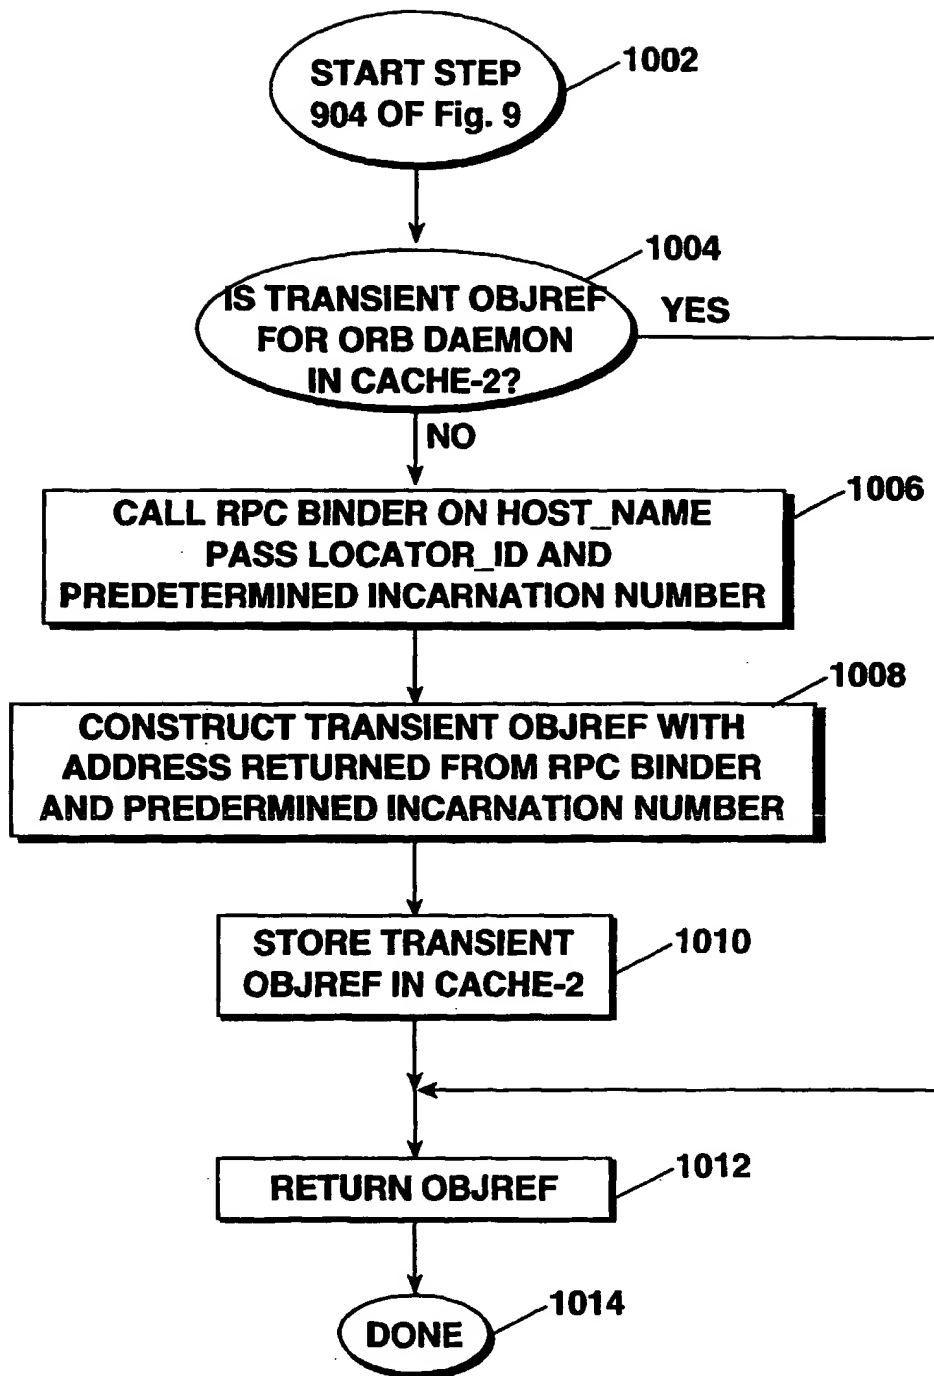 START STEP
904 OF Fig. 9
1002
IS TRANSIENT OBJREF
FOR ORB DAEMON
IN CACHE-2?
1004
YES
NO
CALL RPC BINDER ON HOST_NAME
PASS LOCATOR_ID AND
PREDETERMINED INCARNATION NUMBER
1006
CONSTRUCT TRANSIENT OBJREF WITH
ADDRESS RETURNED FROM RPC BINDER
AND PREDERMINED INCARNATION NUMBER
1008
STORE TRANSIENT
OBJREF IN CACHE-2
1010
RETURN OBJREF
1012
DONE
1014